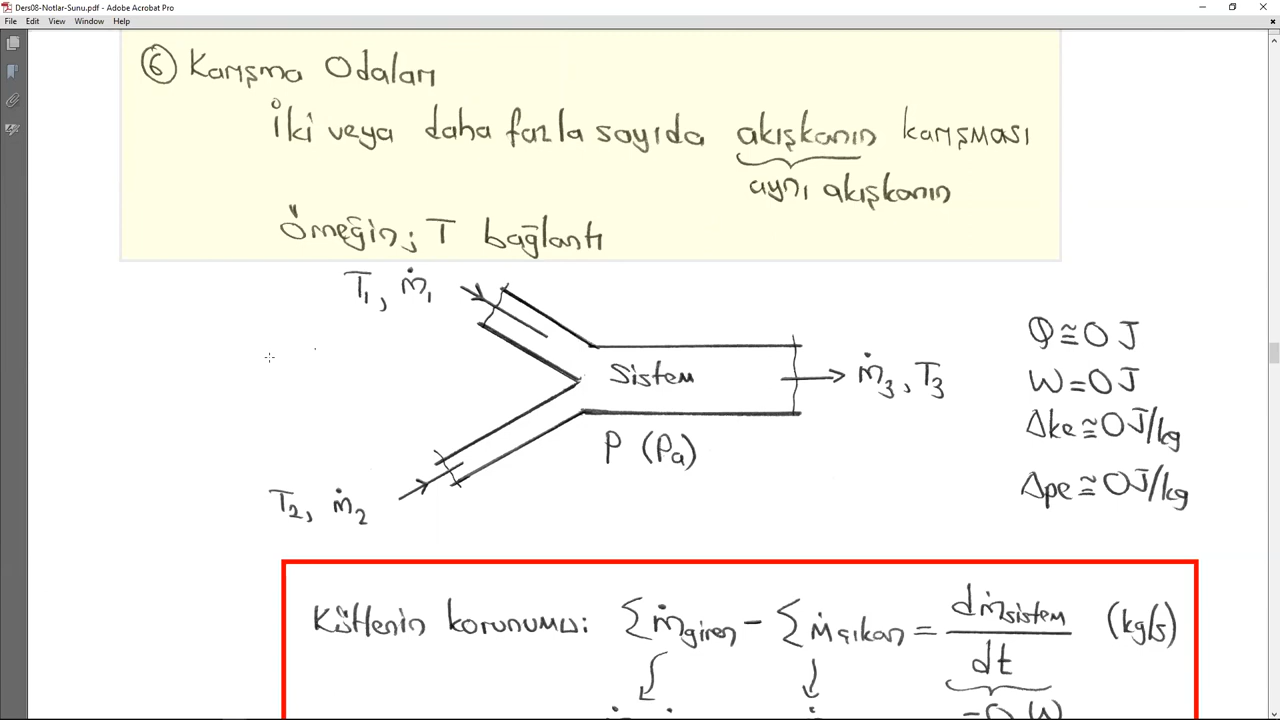 Ders08-Notlar-Sunu.pdf - Adobe Acrobat Pro
File Edit View Window Help
⑥ Karışma Odaları
İki veya daha fazla sayıda akışkanın karışması
aynı akışkanın
Örneğin; T bağlantı
T₁, ṁ₁
Sistem
ṁ₃, T₃
P (Pa)
T₂, ṁ₂
Q ≅ 0 J
W = 0 J
Δke ≅ 0 J/kg
Δpe ≅ 0 J/kg
Kütlenin korunumu: Σṁgiren - Σṁçıkan = dṁsistem/dt (kg/s)